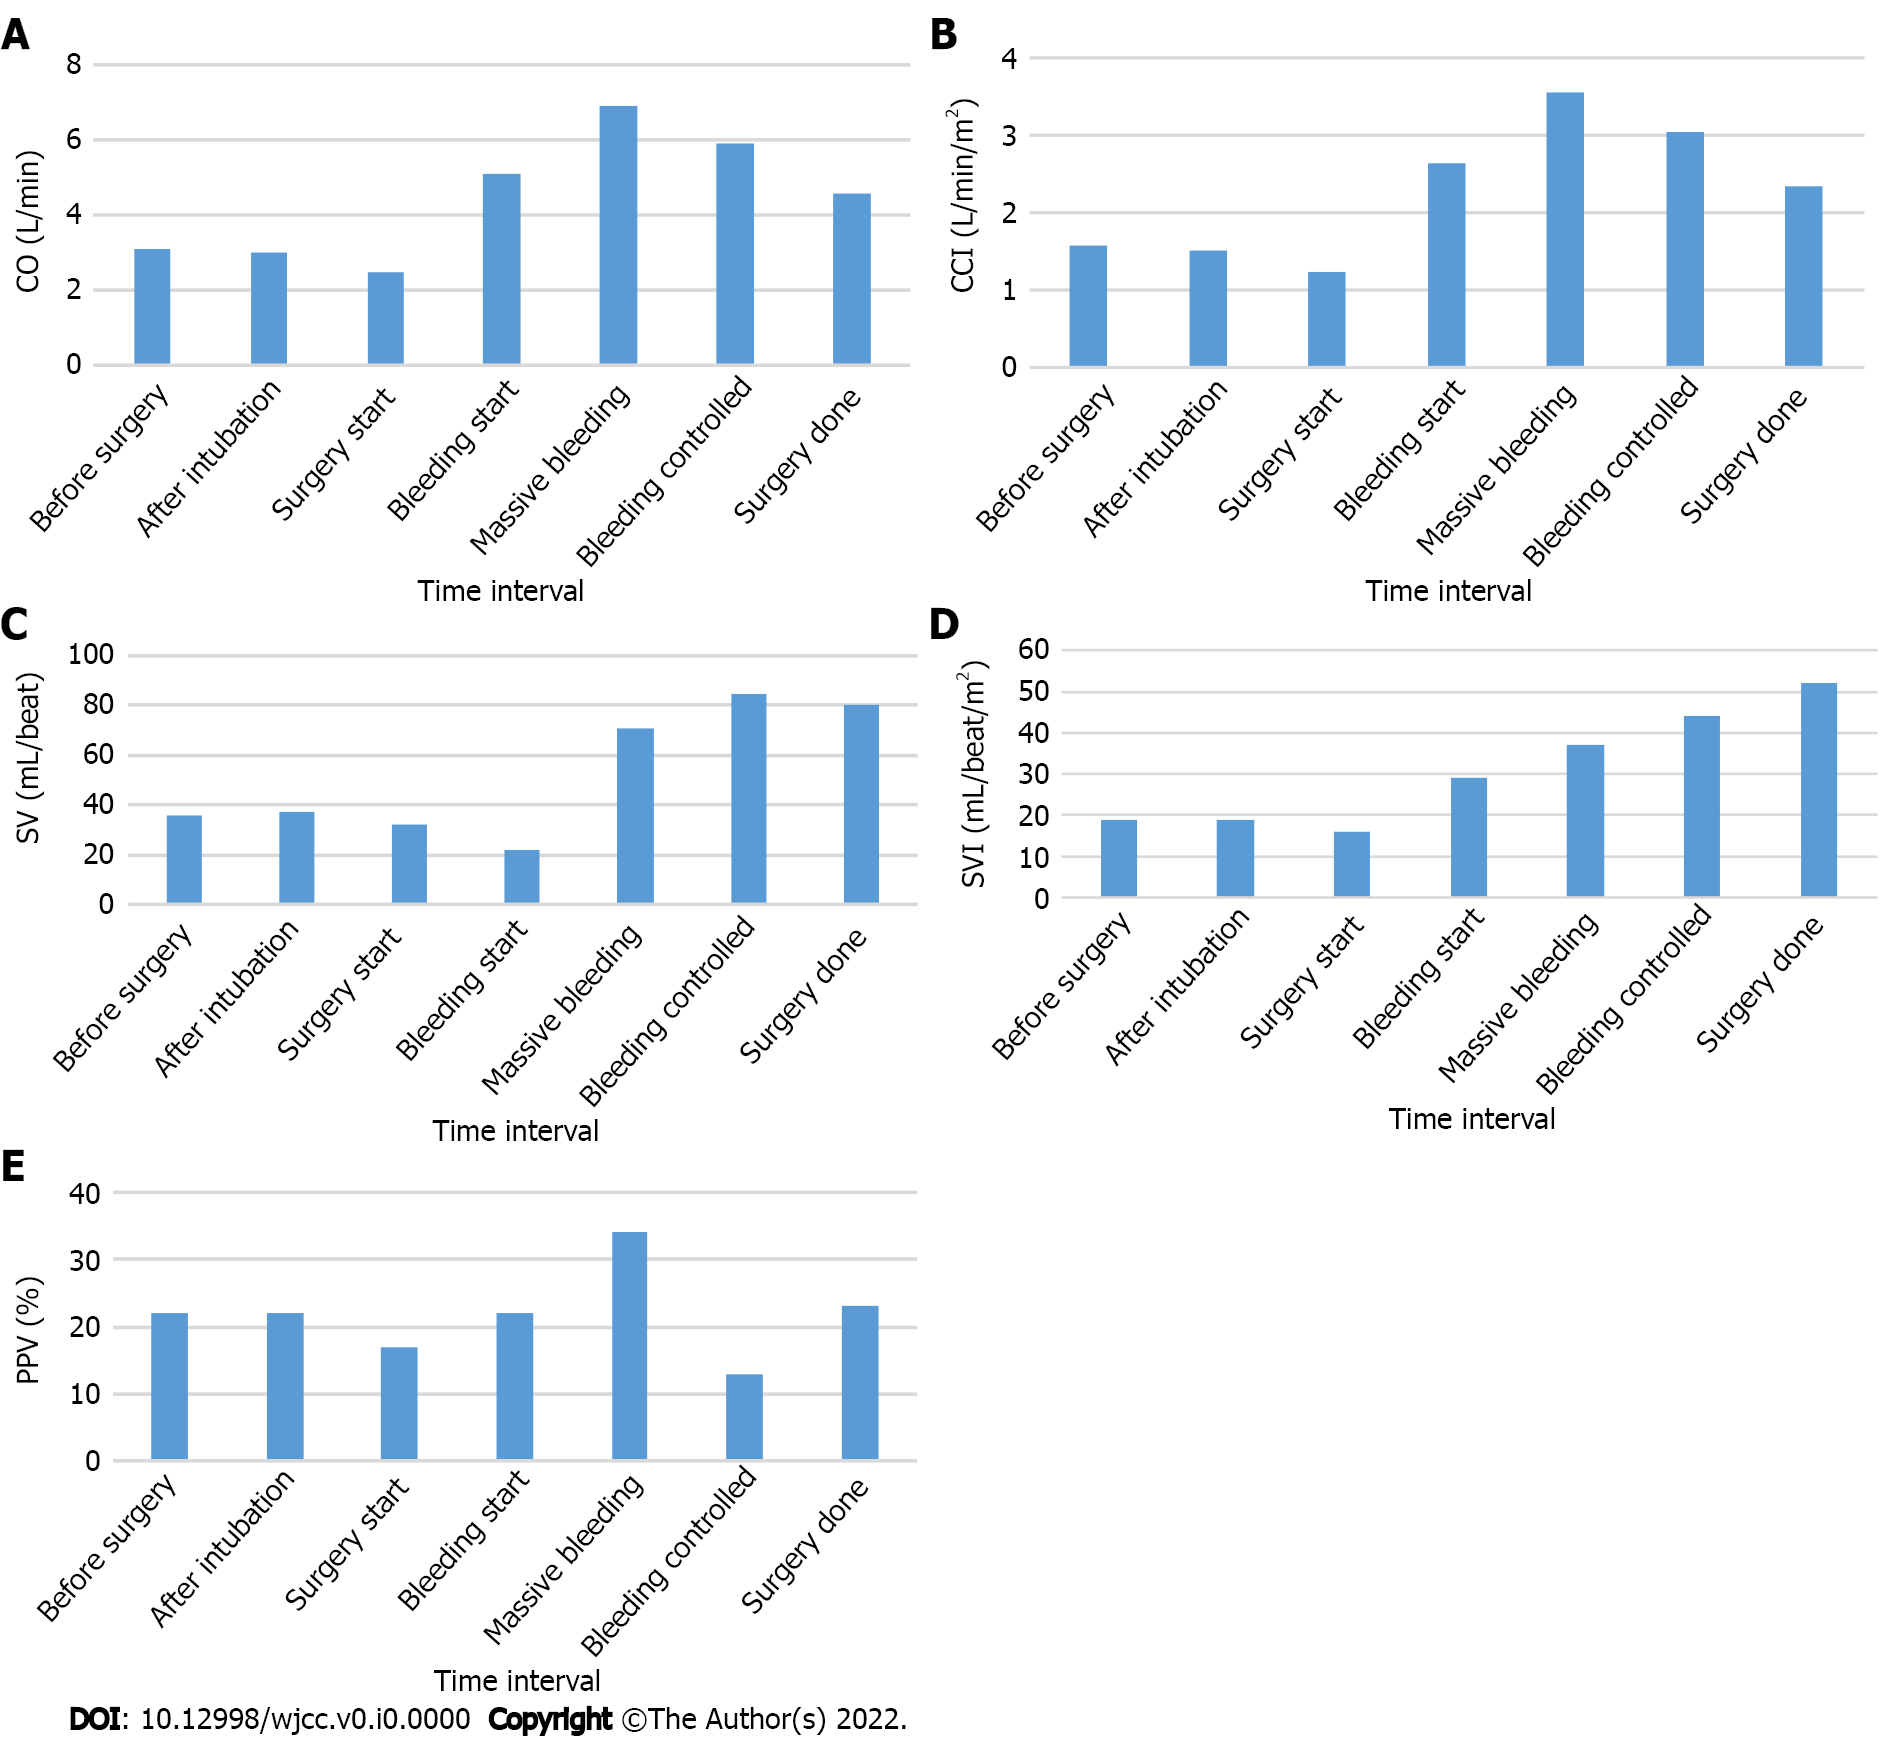 A
CO (L/min)
8
6
4
2
0
Before surgery
After intubation
Surgery start
Bleeding start
Massive bleeding
Bleeding controlled
Surgery done
Time interval
B
CCI (L/min/m²)
4
3
2
1
0
Before surgery
After intubation
Surgery start
Bleeding start
Massive bleeding
Bleeding controlled
Surgery done
Time interval
C
SV (mL/beat)
100
80
60
40
20
0
Before surgery
After intubation
Surgery start
Bleeding start
Massive bleeding
Bleeding controlled
Surgery done
Time interval
D
SVI (mL/beat/m²)
60
50
40
30
20
10
0
Before surgery
After intubation
Surgery start
Bleeding start
Massive bleeding
Bleeding controlled
Surgery done
Time interval
E
PPV (%)
40
30
20
10
0
Before surgery
After intubation
Surgery start
Bleeding start
Massive bleeding
Bleeding controlled
Surgery done
Time interval
DOI: 10.12998/wjcc.v0.i0.0000 Copyright ©The Author(s) 2022.